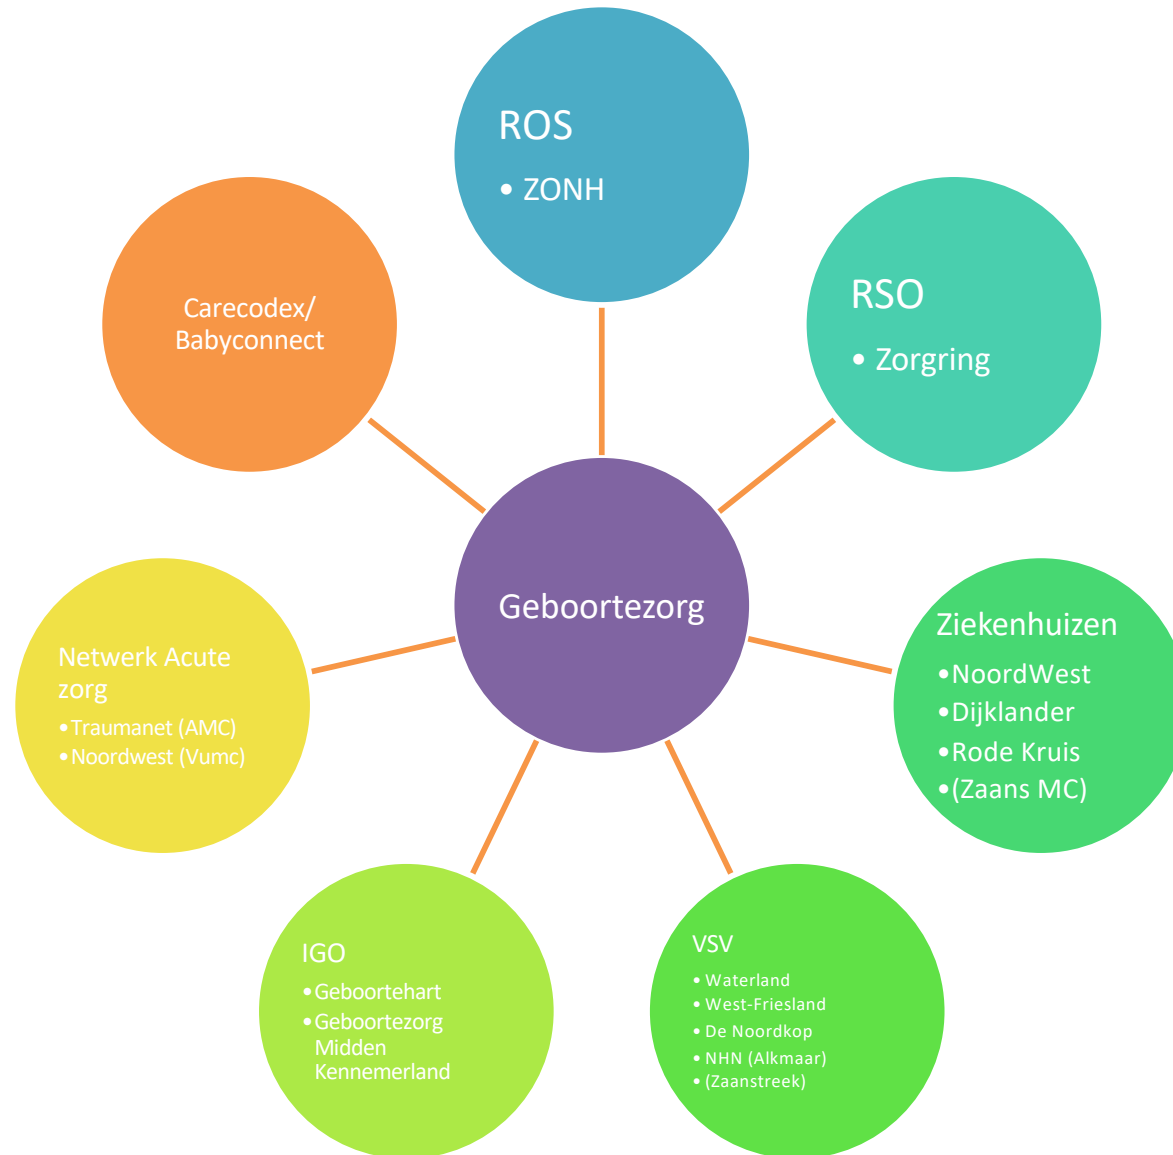 ROS
• ZONH
RSO
• Zorgring
Carecodex/
Babyconnect
Geboortezorg
Ziekenhuizen
•NoordWest
•Dijklander
•Rode Kruis
•(Zaans MC)
Netwerk Acute
zorg
•Traumanet (AMC)
•Noordwest (Vumc)
IGO
•Geboortehart
•Geboortezorg
Midden
Kennemerland
VSV
• Waterland
• West-Friesland
• De Noordkop
• NHN (Alkmaar)
• (Zaanstreek)